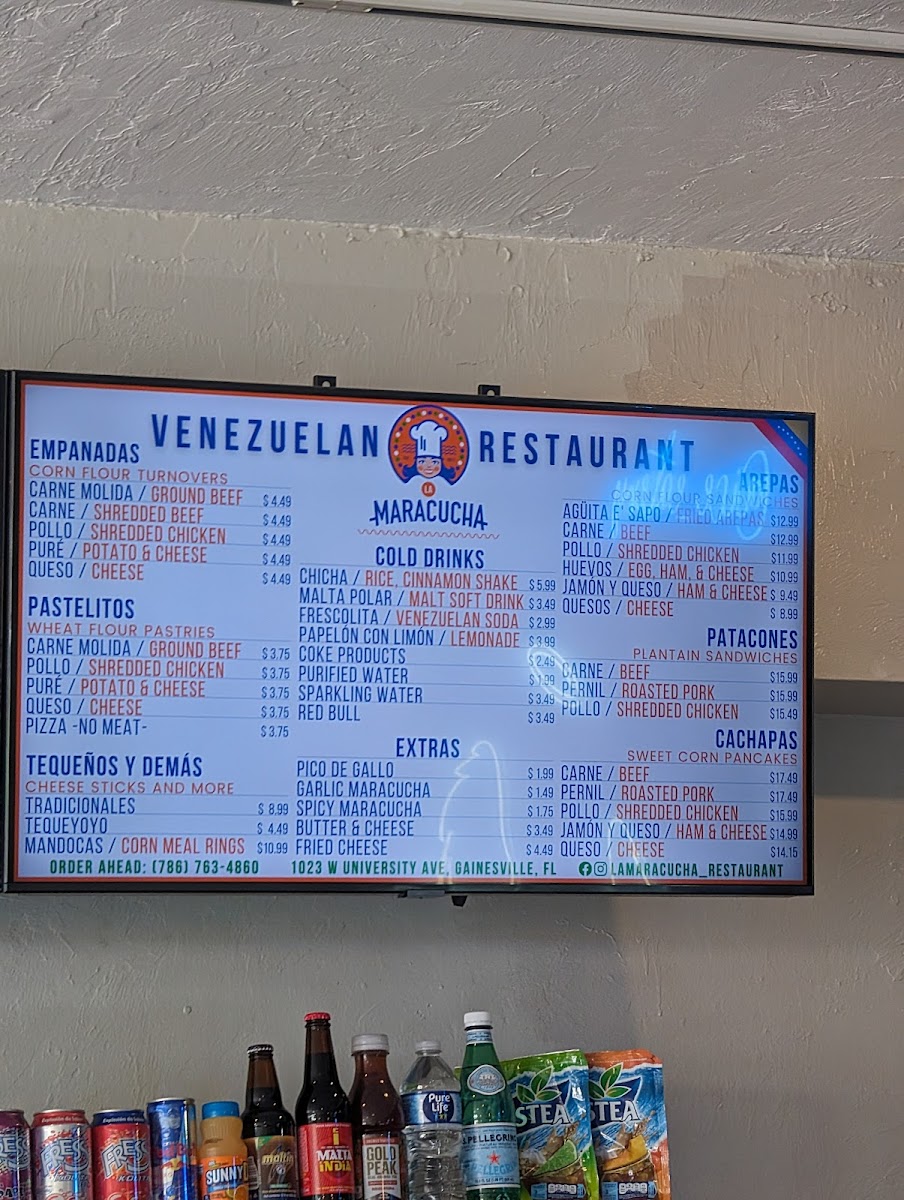 VENEZUELAN RESTAURANT
LA
MARACUCHA
EMPANADAS
CORN FLOUR TURNOVERS
CARNE MOLIDA / GROUND BEEF $ 4.49
CARNE / SHREDDED BEEF $ 4.49
POLLO / SHREDDED CHICKEN $ 4.49
PURÉ / POTATO & CHEESE $ 4.49
QUESO / CHEESE $ 4.49
PASTELITOS
WHEAT FLOUR PASTRIES
CARNE MOLIDA / GROUND BEEF $ 3.75
POLLO / SHREDDED CHICKEN $ 3.75
PURÉ / POTATO & CHEESE $ 3.75
QUESO / CHEESE $ 3.75
PIZZA -NO MEAT- $ 3.75
TEQUEÑOS Y DEMÁS
CHEESE STICKS AND MORE
TRADICIONALES $ 8.99
TEQUEYOYO $ 4.49
MANDOCAS / CORN MEAL RINGS $10.99
COLD DRINKS
CHICHA / RICE, CINNAMON SHAKE $ 5.99
MALTA POLAR / MALT SOFT DRINK $ 3.49
FRESCOLITA / VENEZUELAN SODA $ 2.99
PAPELÓN CON LIMÓN / LEMONADE $ 3.99
COKE PRODUCTS $ 2.49
PURIFIED WATER $ 1.99
SPARKLING WATER $ 3.49
RED BULL $ 3.49
EXTRAS
PICO DE GALLO $ 1.99
GARLIC MARACUCHA $ 1.49
SPICY MARACUCHA $ 1.75
BUTTER & CHEESE $ 3.49
FRIED CHEESE $ 4.49
AREPAS
CORN FLOUR SANDWICHES
AGÜITA E' SAPO / FRIED AREPAS $12.99
CARNE / BEEF $12.99
POLLO / SHREDDED CHICKEN $11.99
HUEVOS / EGG, HAM, & CHEESE $10.99
JAMÓN Y QUESO / HAM & CHEESE $ 9.49
QUESOS / CHEESE $ 8.99
PATACONES
PLANTAIN SANDWICHES
CARNE / BEEF $15.99
PERNIL / ROASTED PORK $15.99
POLLO / SHREDDED CHICKEN $15.49
CACHAPAS
SWEET CORN PANCAKES
CARNE / BEEF $17.49
PERNIL / ROASTED PORK $17.49
POLLO / SHREDDED CHICKEN $16.99
JAMÓN Y QUESO / HAM & CHEESE $14.99
QUESO / CHEESE $14.15
ORDER AHEAD: (786) 763-4860 1023 W UNIVERSITY AVE, GAINESVILLE, FL LAMARACUCHA_RESTAURANT
SUNNY
maltin
MALTA
INDIA
GOLD
PEAK
Pure
Life
S.PELLEGRINO
STEA
STEA